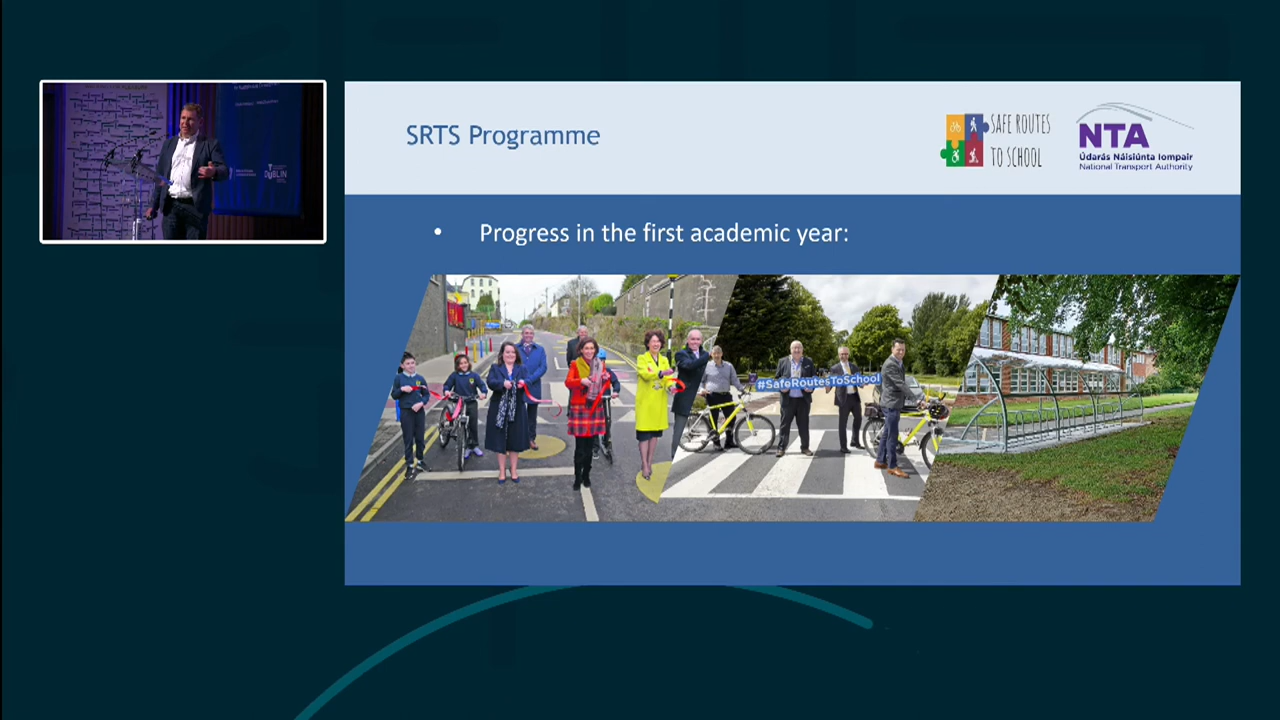 SRTS Programme
SAFE ROUTES
TO SCHOOL
NTA
Údarás Náisiúnta Iompair
National Transport Authority
• Progress in the first academic year:
#SafeRoutesToSchool
DUBLIN